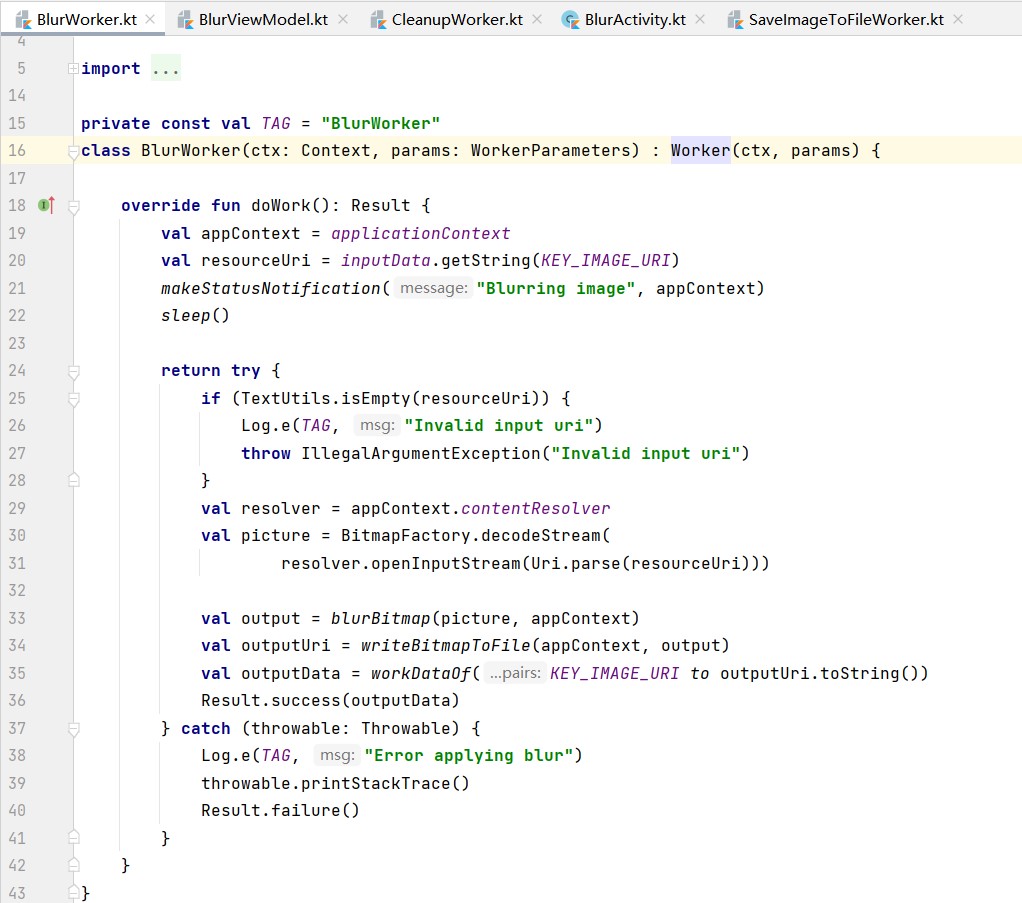 BlurWorker.kt BlurViewModel.kt CleanupWorker.kt BlurActivity.kt SaveImageToFileWorker.kt
4
5 import ...
14
15 private const val TAG = "BlurWorker"
16 class BlurWorker(ctx: Context, params: WorkerParameters) : Worker(ctx, params) {
17
18 override fun doWork(): Result {
19 val appContext = applicationContext
20 val resourceUri = inputData.getString(KEY_IMAGE_URI)
21 makeStatusNotification( message: "Blurring image", appContext)
22 sleep()
23
24 return try {
25 if (TextUtils.isEmpty(resourceUri)) {
26 Log.e(TAG, msg: "Invalid input uri")
27 throw IllegalArgumentException("Invalid input uri")
28 }
29 val resolver = appContext.contentResolver
30 val picture = BitmapFactory.decodeStream(
31 resolver.openInputStream(Uri.parse(resourceUri)))
32
33 val output = blurBitmap(picture, appContext)
34 val outputUri = writeBitmapToFile(appContext, output)
35 val outputData = workDataOf( ...pairs: KEY_IMAGE_URI to outputUri.toString())
36 Result.success(outputData)
37 } catch (throwable: Throwable) {
38 Log.e(TAG, msg: "Error applying blur")
39 throwable.printStackTrace()
40 Result.failure()
41 }
42 }
43 }